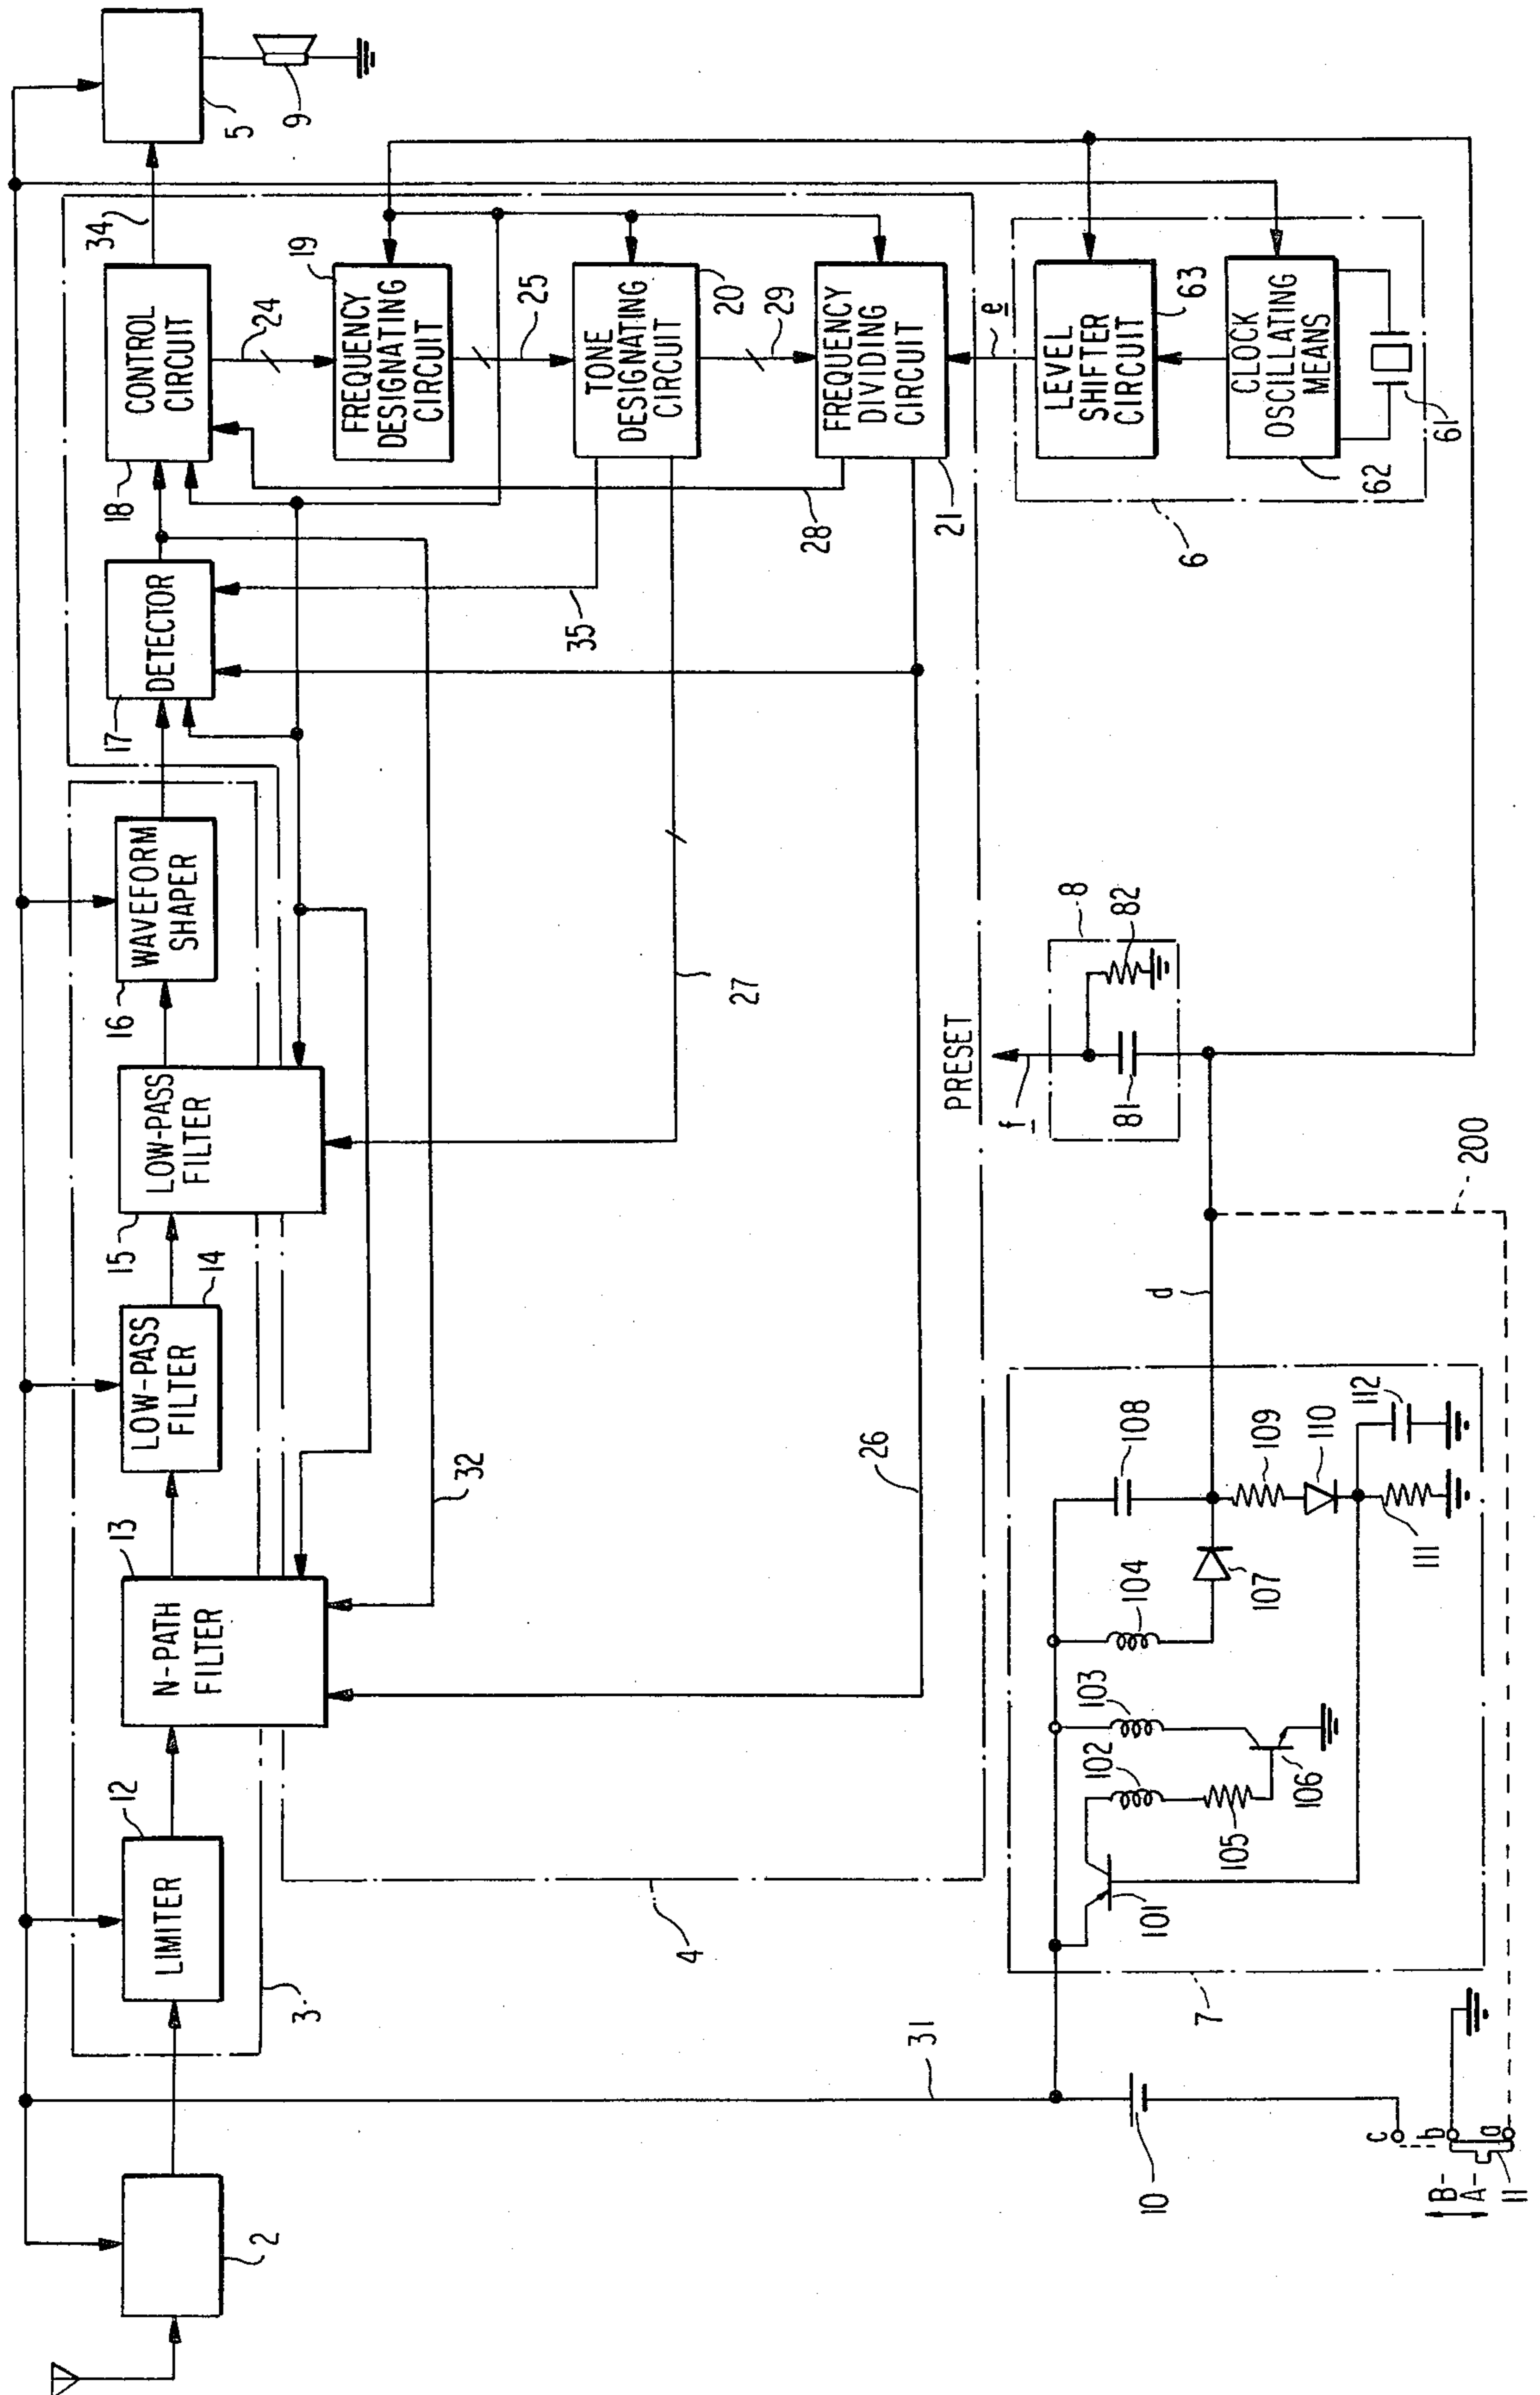 2
LIMITER
12
3
N-PATH
FILTER
13
LOW-PASS
FILTER
14
LOW-PASS
FILTER
15
WAVEFORM
SHAPER
16
DETECTOR
17
CONTROL
CIRCUIT
18
34
5
9
24
FREQUENCY
DESIGNATING
CIRCUIT
19
25
TONE
DESIGNATING
CIRCUIT
20
29
FREQUENCY
DIVIDING
CIRCUIT
21
28
35
32
27
26
4
e
LEVEL
SHIFTER
CIRCUIT
63
CLOCK
OSCILLATING
MEANS
62
61
6
PRESET
f
8
82
81
d
200
31
10
c
b
a
B-
A-
11
7
101
102
103
104
105
106
107
108
109
110
111
112